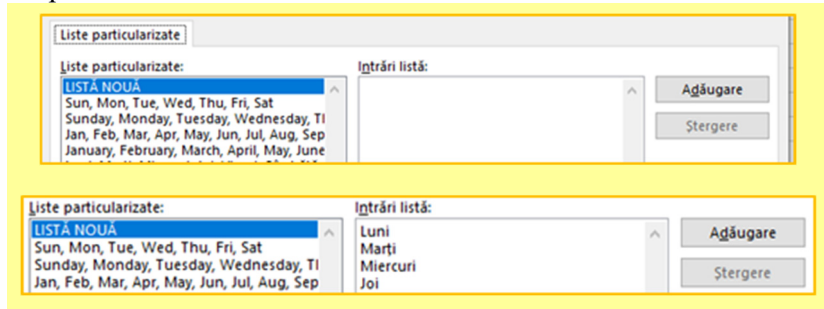 Liste particularizate
Liste particularizate:
Intrări listă:
LISTĂ NOUĂ
Sun, Mon, Tue, Wed, Thu, Fri, Sat
Sunday, Monday, Tuesday, Wednesday, Tl
Jan, Feb, Mar, Apr, May, Jun, Jul, Aug, Sep
January, February, March, April, May, June
Adăugare
Ștergere
Liste particularizate:
Intrări listă:
LISTĂ NOUĂ
Sun, Mon, Tue, Wed, Thu, Fri, Sat
Sunday, Monday, Tuesday, Wednesday, Tl
Jan, Feb, Mar, Apr, May, Jun, Jul, Aug, Sep
Luni
Marți
Miercuri
Joi
Adăugare
Ștergere